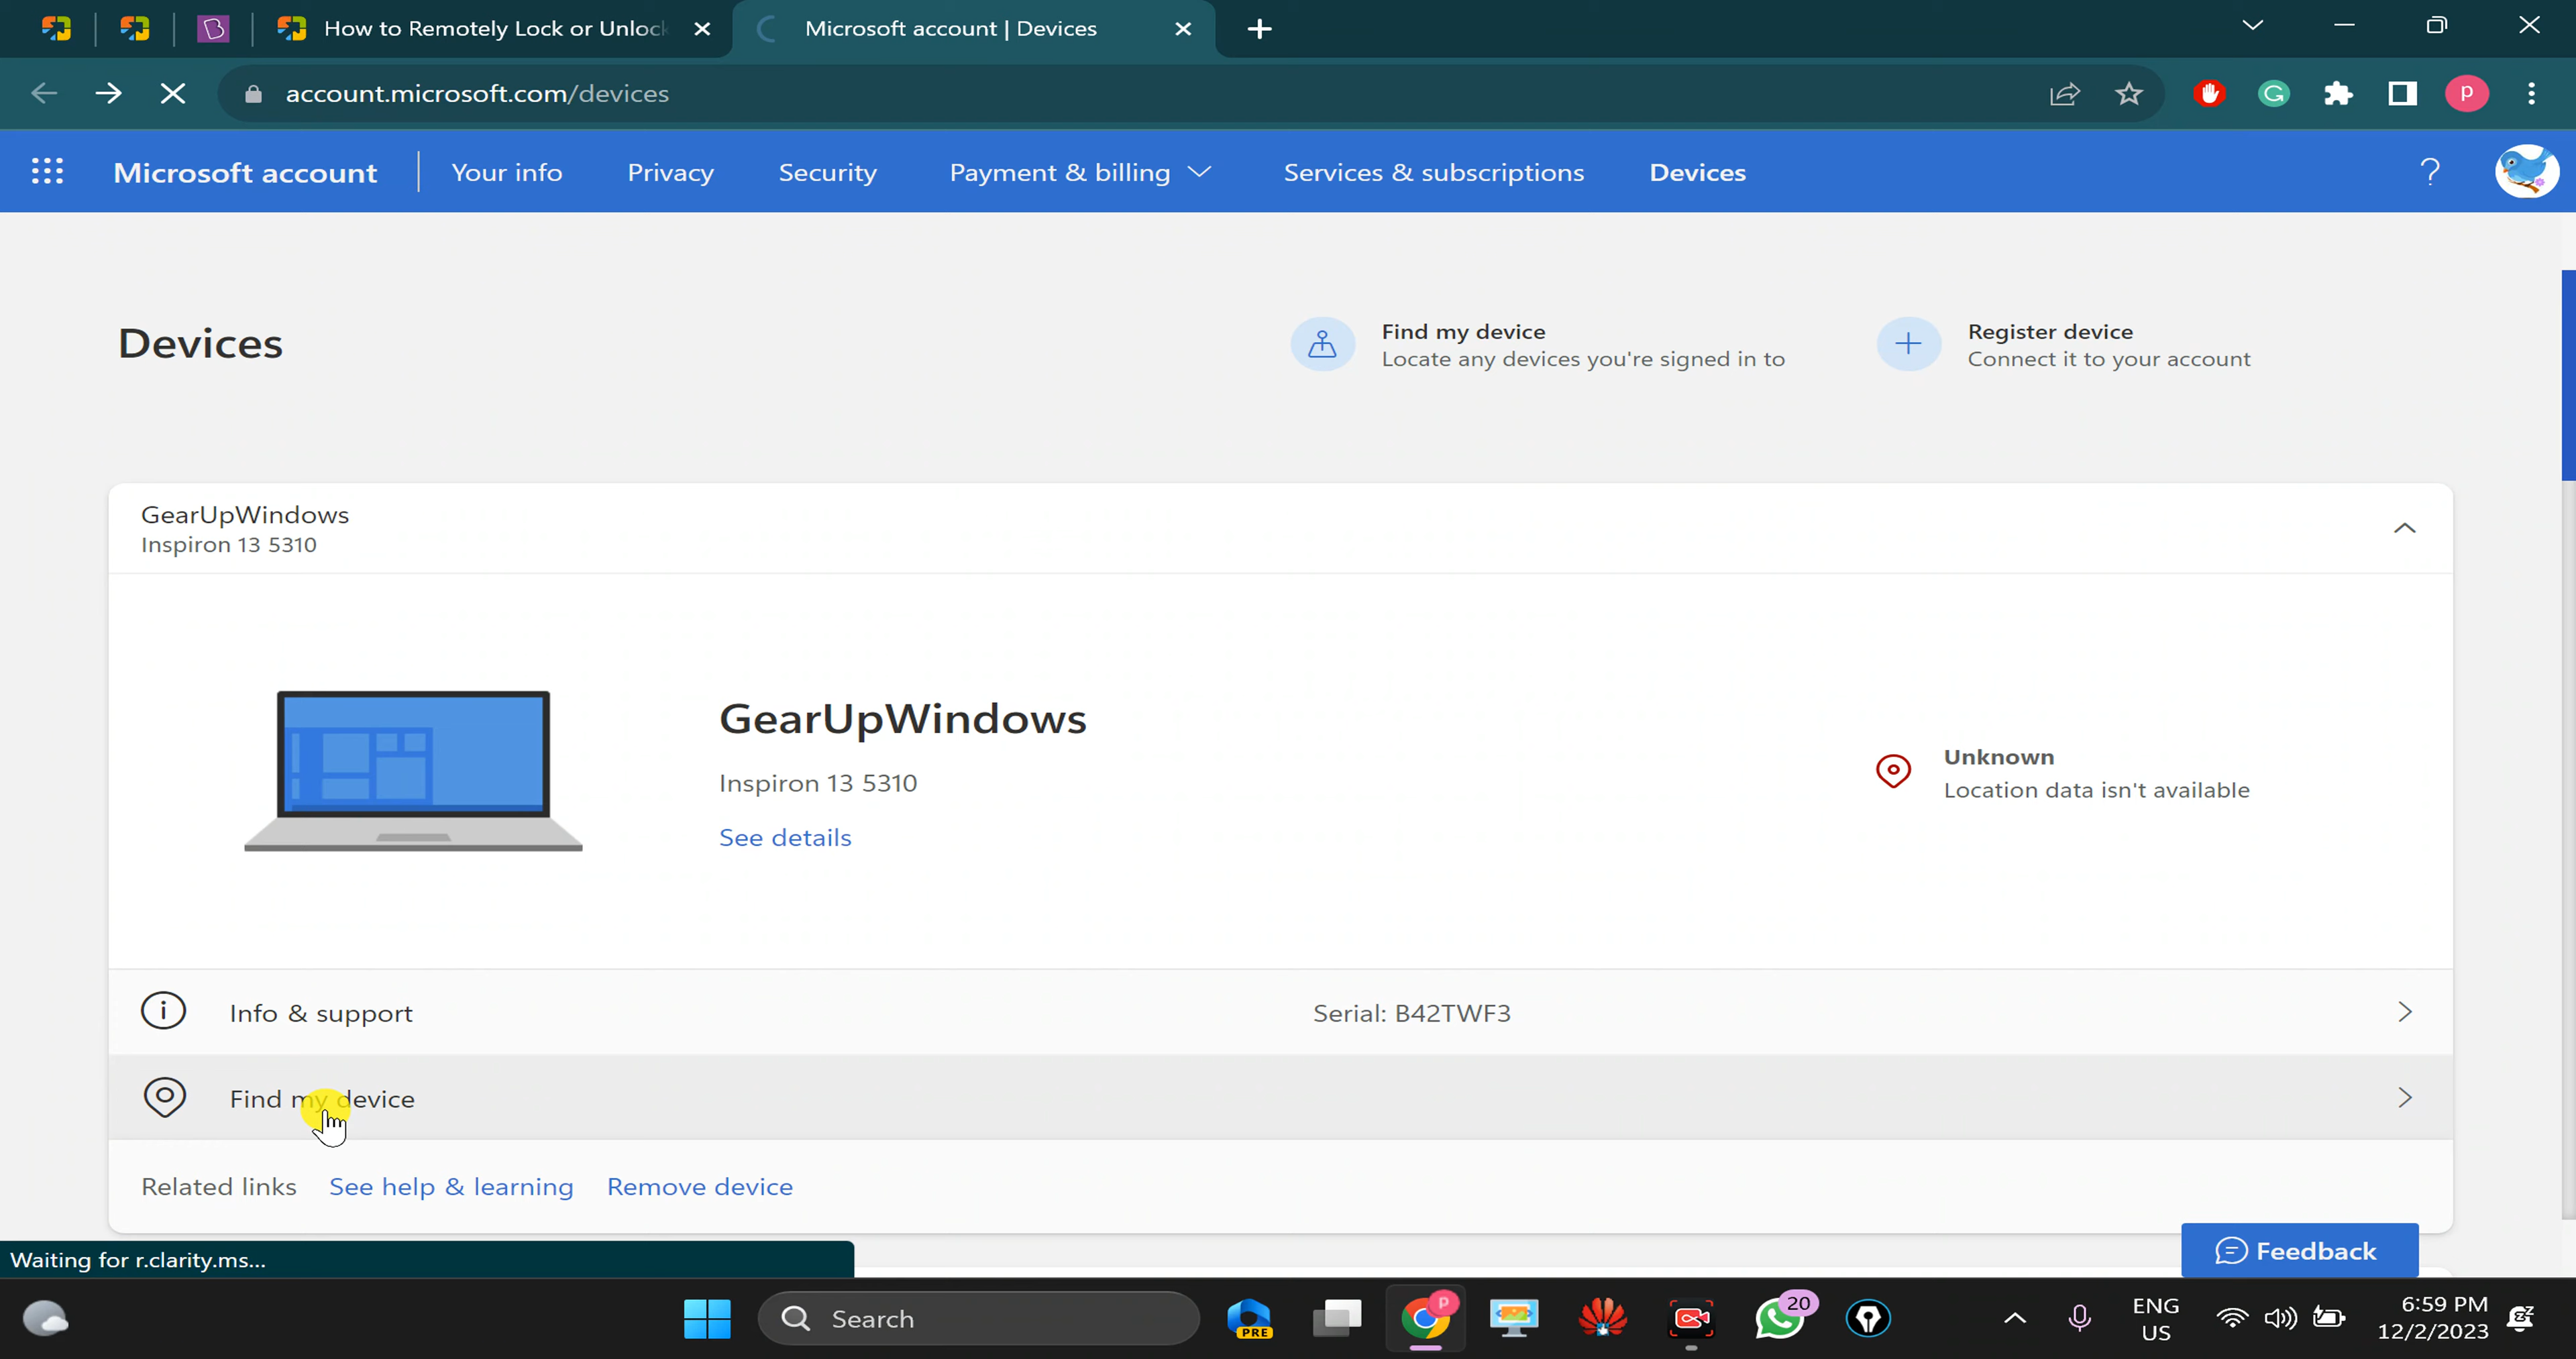 How to Remotely Lock or Unlock
Microsoft account | Devices
account.microsoft.com/devices
P
Microsoft account
Your info
Privacy
Security
Payment & billing
Services & subscriptions
Devices
?
Devices
Find my device
Locate any devices you're signed in to
Register device
Connect it to your account
GearUpWindows
Inspiron 13 5310
GearUpWindows
Inspiron 13 5310
See details
Unknown
Location data isn't available
Info & support
Serial: B42TWF3
Find my device
Related links See help & learning Remove device
Feedback
Waiting for r.clarity.ms...
Search
PRE
P
20
ENG
US
6:59 PM
12/2/2023